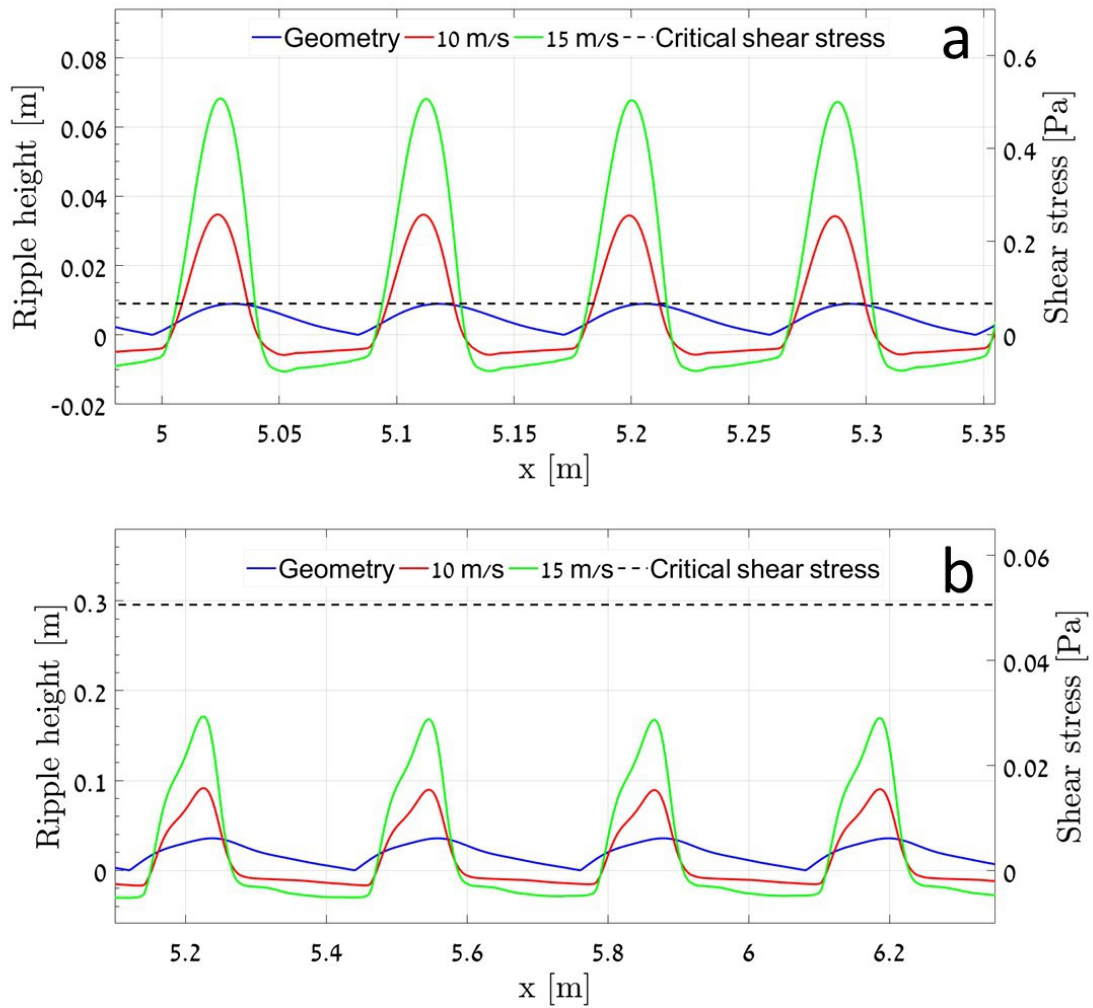 Geometry 10 m/s 15 m/s Critical shear stress
a
Ripple height [m]
0.08
0.06
0.04
0.02
0
-0.02
0.6
0.4
0.2
0
Shear stress [Pa]
5 5.05 5.1 5.15 5.2 5.25 5.3 5.35
x [m]
Geometry 10 m/s 15 m/s Critical shear stress
b
Ripple height [m]
0.3
0.2
0.1
0
0.06
0.04
0.02
0
Shear stress [Pa]
5.2 5.4 5.6 5.8 6 6.2
x [m]